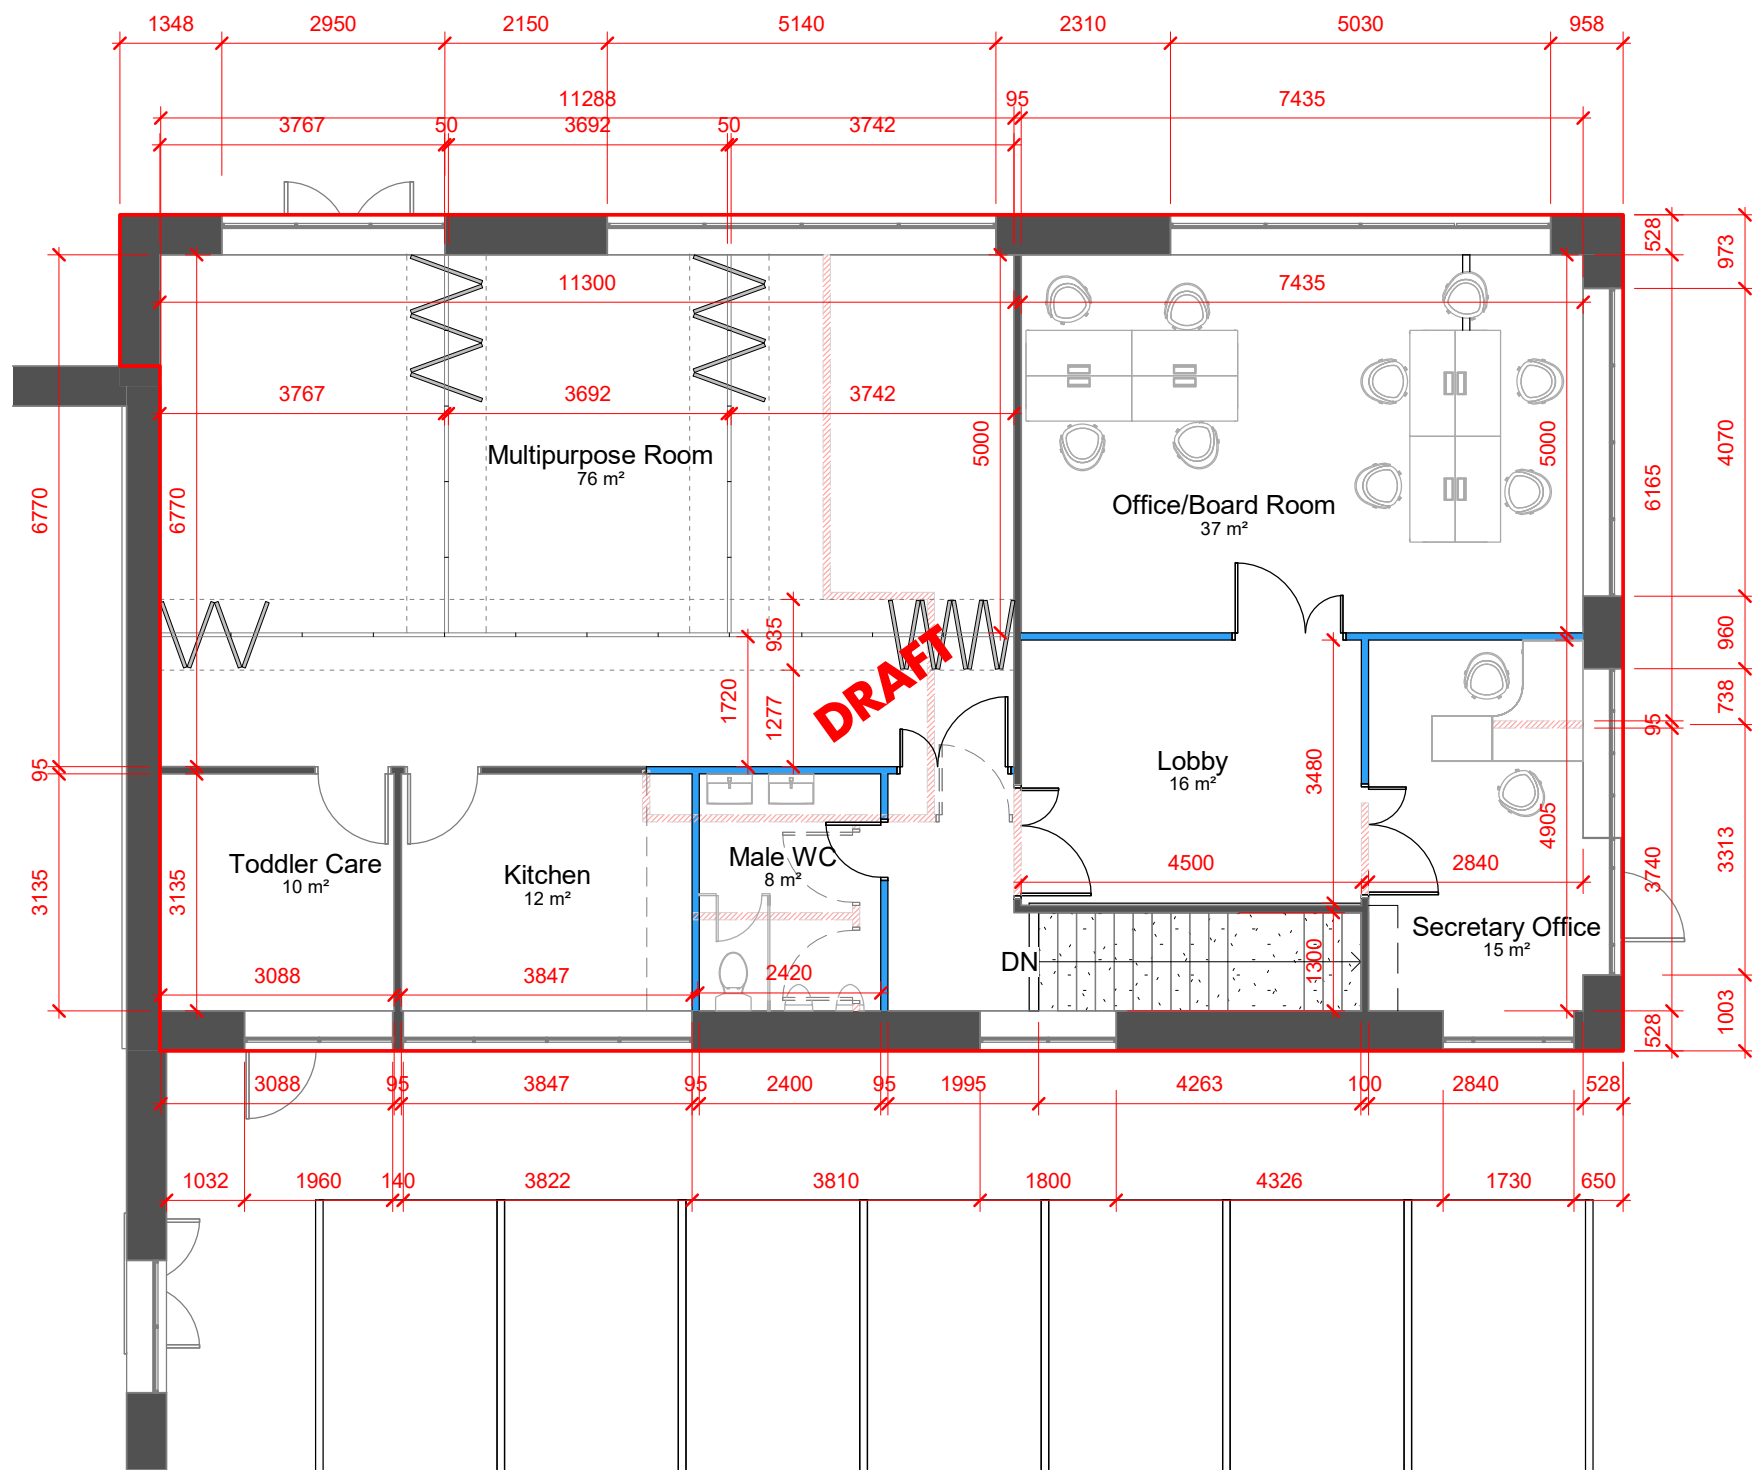 1348 2950 2150 5140 2310 5030 958
11288 95 7435
3767 50 3692 50 3742
528
973
11300 7435
3767 3692 3742
5000
5000
4070
6165
6770
6770
Multipurpose Room
76 m²
Office/Board Room
37 m²
935
960
1720
1277
DRAFT
738
95
95
3480
Lobby
16 m²
4905
3135
3135
Toddler Care
10 m²
Kitchen
12 m²
Male WC
8 m²
4500 2840
3740
3313
Secretary Office
15 m²
DN
1300
3088 3847 2420
528
1003
3088 95 3847 95 2400 95 1995 4263 100 2840 528
1032 1960 140 3822 3810 1800 4326 1730 650